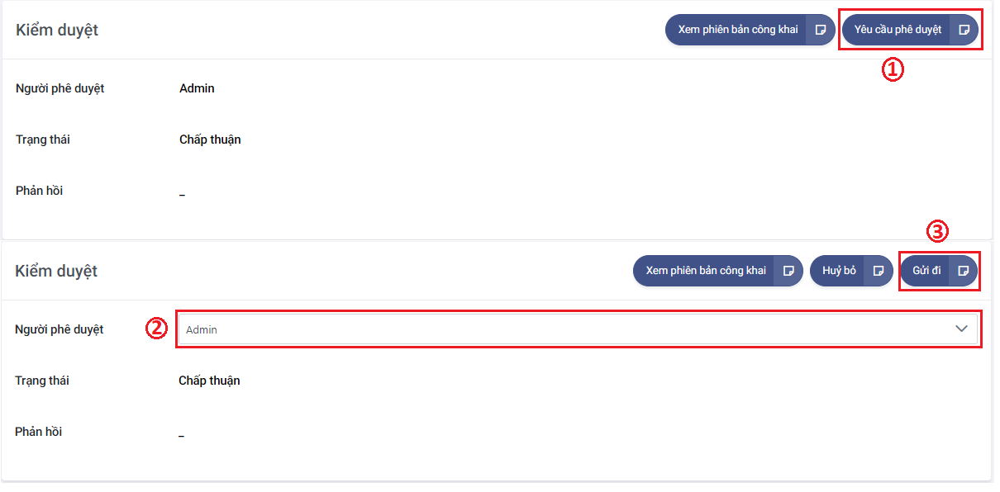 Kiểm duyệt
Xem phiên bản công khai
Yêu cầu phê duyệt
①
Người phê duyệt Admin
Trạng thái Chấp thuận
Phản hồi _
③
Kiểm duyệt
Xem phiên bản công khai
Huỷ bỏ
Gửi đi
Người phê duyệt ② Admin
Trạng thái Chấp thuận
Phản hồi _